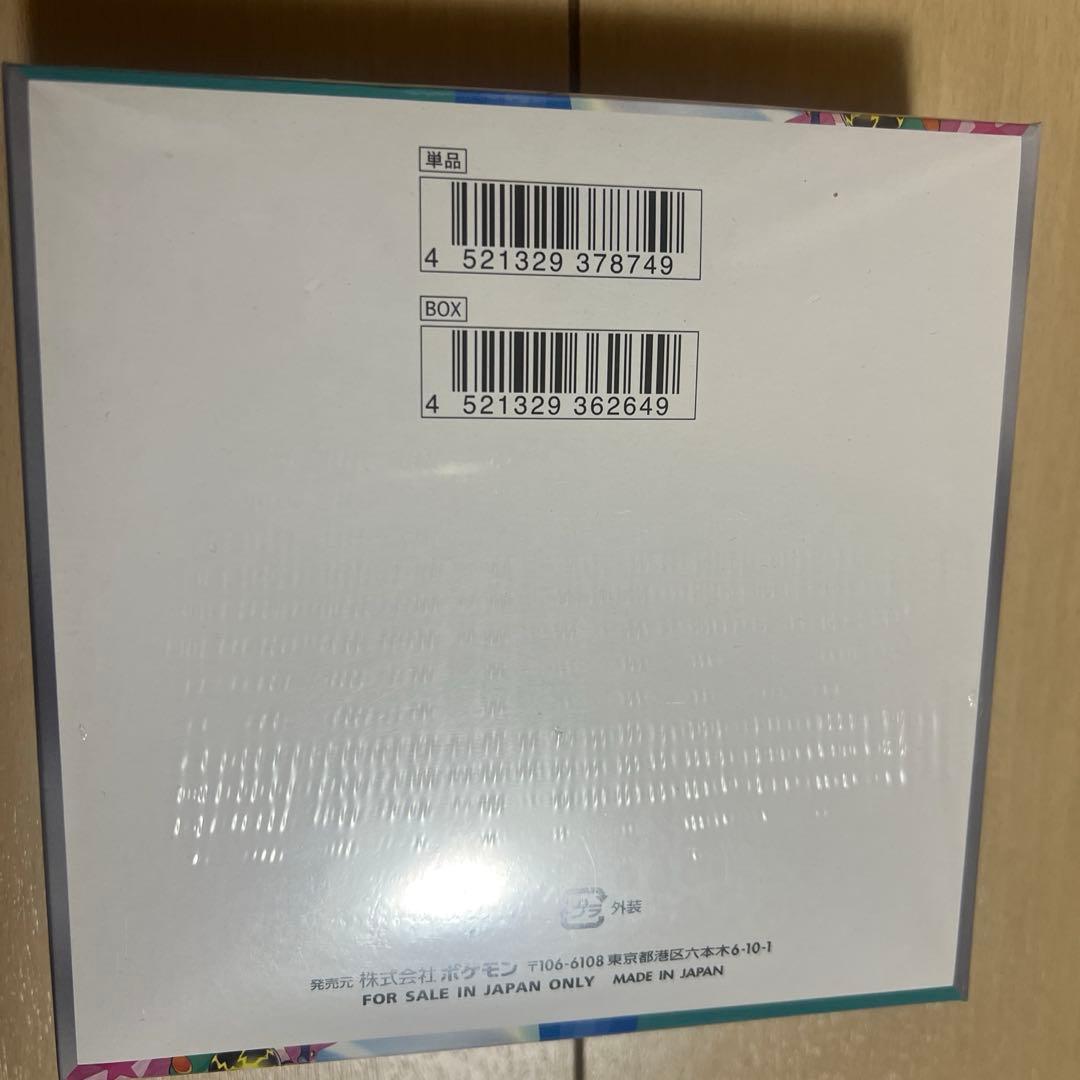 単品
4 521329 378749
BOX
4 521329 362649
プラ 外装
発売元 株式会社 ポケモン 〒106-6108 東京都港区六本木6-10-1
FOR SALE IN JAPAN ONLY MADE IN JAPAN